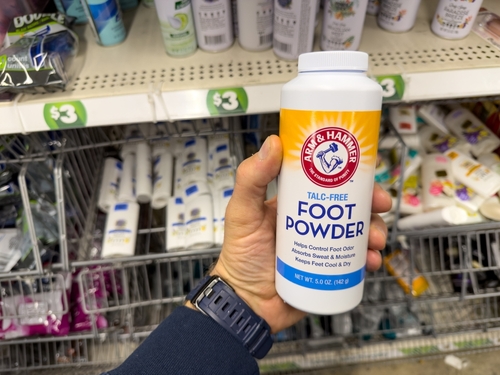 DOUBLE
$3
$3
$3
ARM & HAMMER
THE STANDARD OF PURITY
TALC-FREE
FOOT
POWDER
Helps Control Foot Odor
Absorbs Sweat & Moisture
Keeps Feet Cool & Dry
NET WT. 5.0 OZ. (142 g)